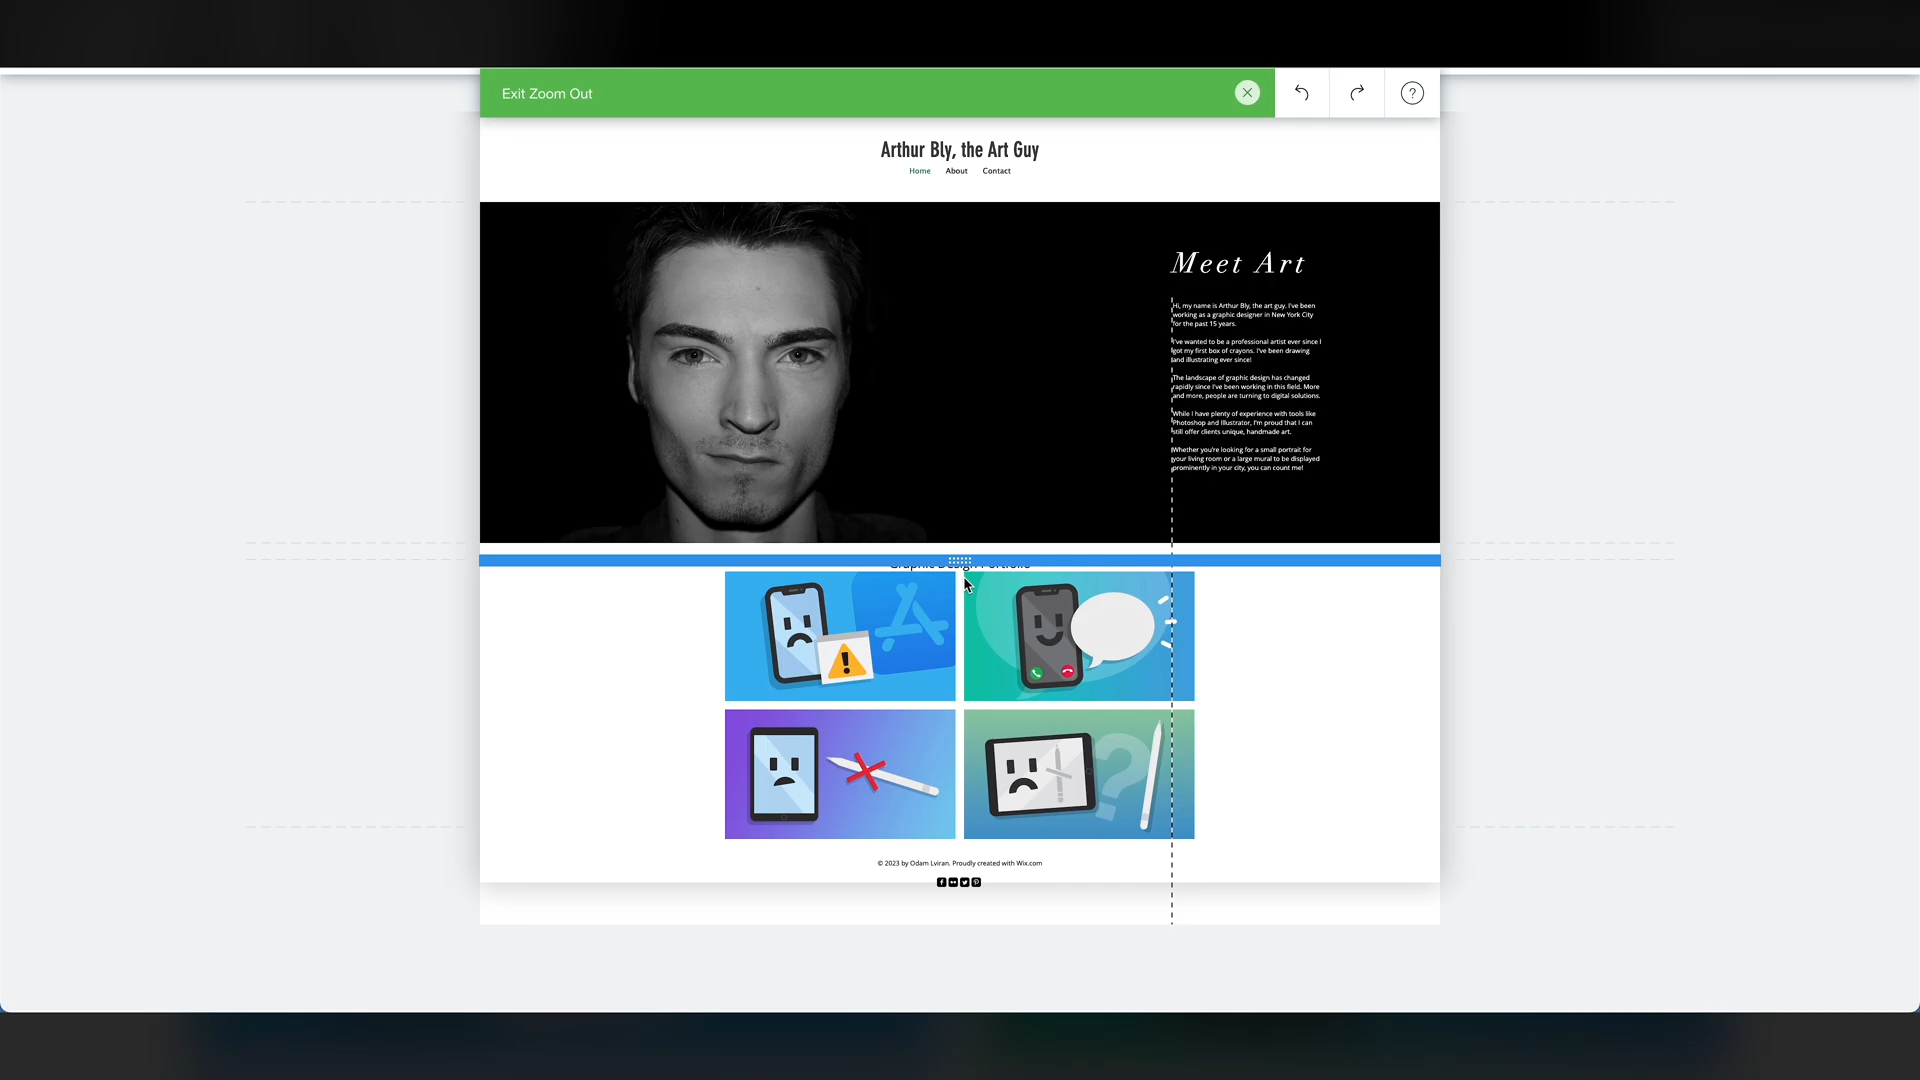 Exit Zoom Out
Arthur Bly, the Art Guy
Home About Contact
Meet Art
Hi, my name is Arthur Bly, the art guy. I've been
working as a graphic designer in New York City
for the past 15 years.
I've wanted to be a professional artist ever since I
got my first box of crayons. I've been drawing
and illustrating ever since!
The landscape of graphic design has changed
rapidly since I've been working in this field. More
and more, people are turning to digital solutions.
While I have plenty of experience with tools like
Photoshop and Illustrator, I'm proud that I can
still offer clients unique, handmade art.
Whether you're looking for a small portrait for
your living room or a large mural to be displayed
prominently in your city, you can count me!
Graphic Design Portfolio
© 2023 by Odam Lviran. Proudly created with Wix.com